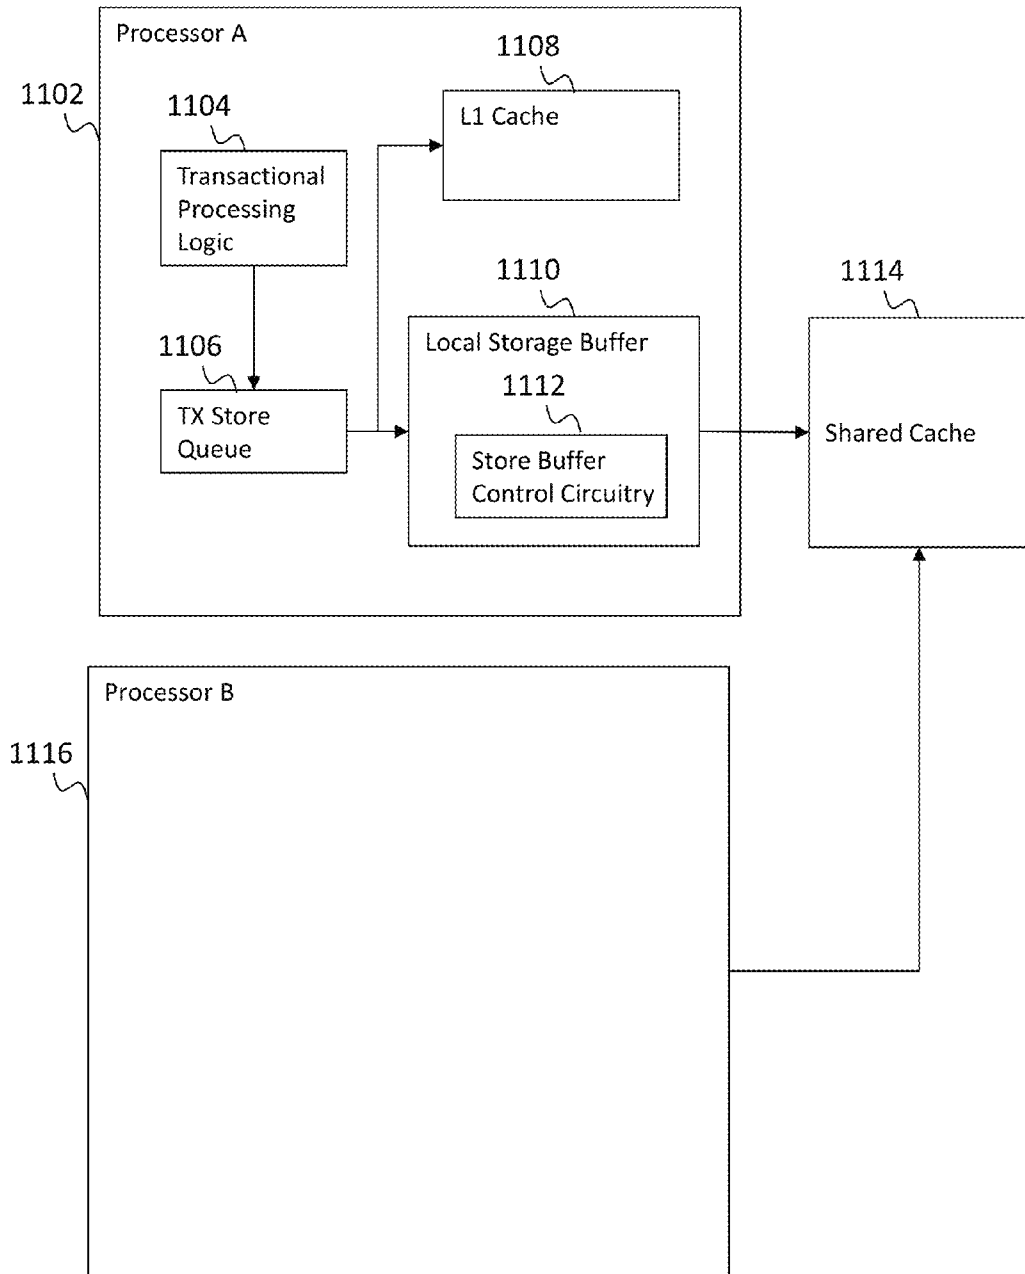 Processor A
1108
1102
L1 Cache
1104
Transactional
Processing
Logic
1110
1114
Local Storage Buffer
1106
1112
TX Store
Queue
Shared Cache
Store Buffer
Control Circuitry
Processor B
1116